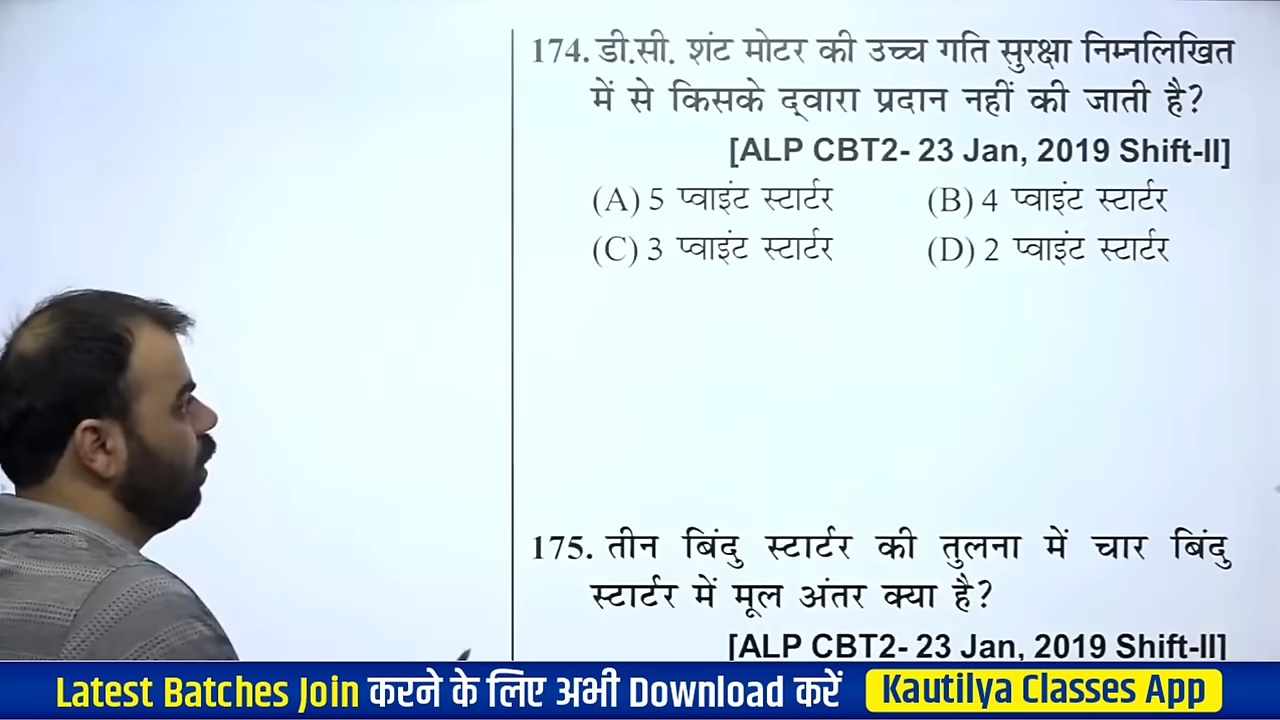 174. डी.सी. शंट मोटर की उच्च गति सुरक्षा निम्नलिखित
में से किसके द्वारा प्रदान नहीं की जाती है?
[ALP CBT2- 23 Jan, 2019 Shift-II]
(A) 5 प्वाइंट स्टार्टर (B) 4 प्वाइंट स्टार्टर
(C) 3 प्वाइंट स्टार्टर (D) 2 प्वाइंट स्टार्टर
175. तीन बिंदु स्टार्टर की तुलना में चार बिंदु
स्टार्टर में मूल अंतर क्या है?
[ALP CBT2- 23 Jan, 2019 Shift-II]
Latest Batches Join करने के लिए अभी Download करें Kautilya Classes App